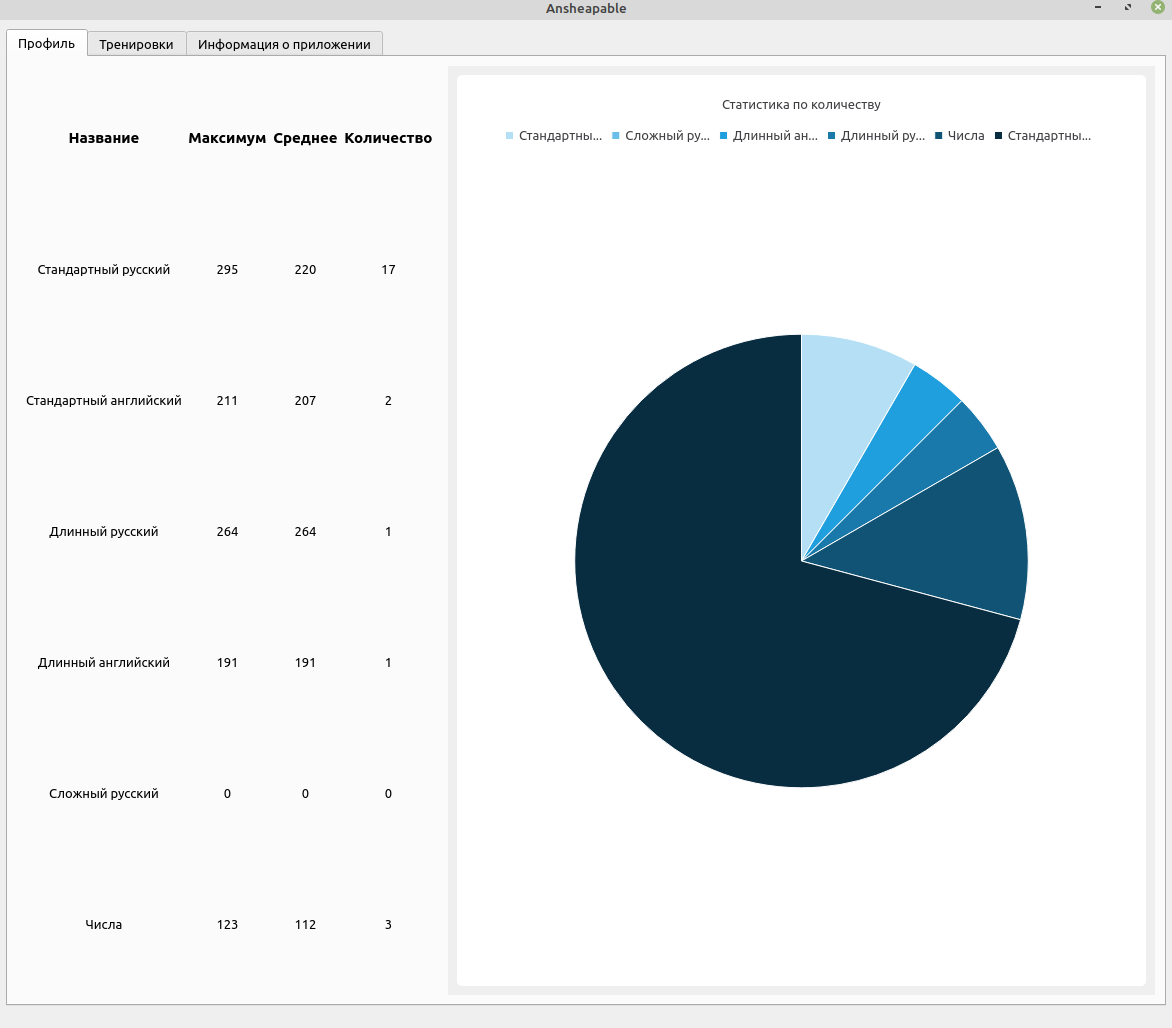 Ansheapable
Профиль Тренировки Информация о приложении
Название Максимум Среднее Количество
Стандартный русский 295 220 17
Стандартный английский 211 207 2
Длинный русский 264 264 1
Длинный английский 191 191 1
Сложный русский 0 0 0
Числа 123 112 3
Статистика по количеству
Стандартны... Сложный ру... Длинный ан... Длинный ру... Числа Стандартны...